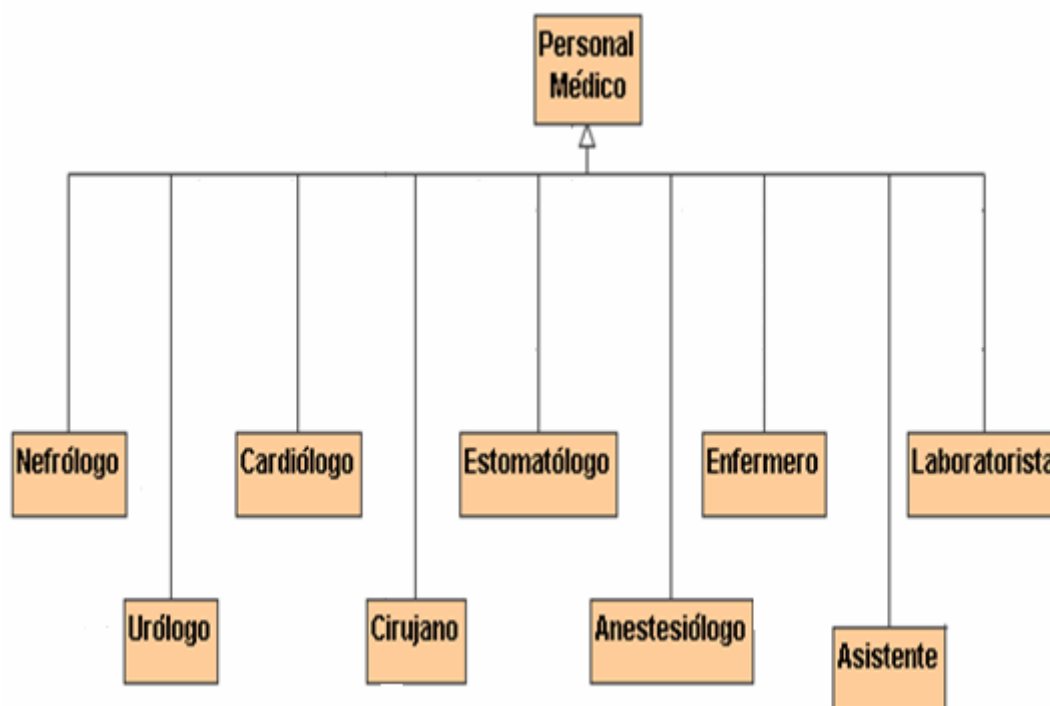 Personal
Médico
Nefrólogo
Cardiólogo
Estomatólogo
Enfermero
Laboratorista
Urólogo
Cirujano
Anestesiólogo
Asistente